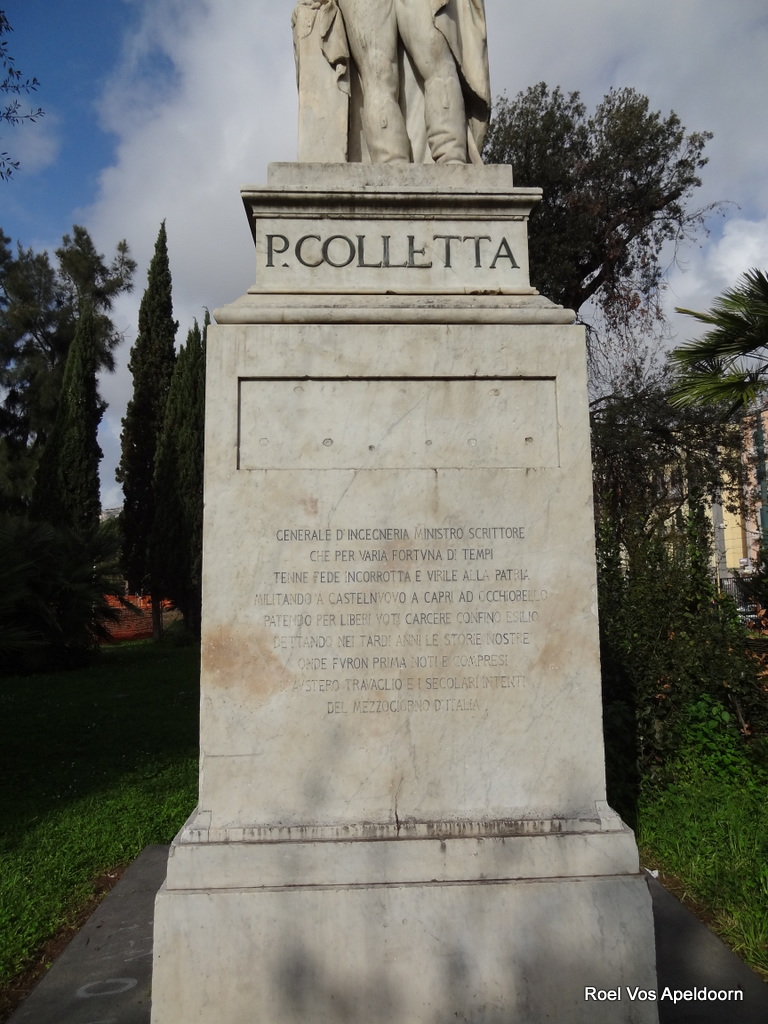 P. COLLETTA
GENERALE D'INGEGNERIA MINISTRO SCRITTORE
CHE PER VARIA FORTVNA DI TEMPI
TENNE FEDE INCORROTTA E VIRILE ALLA PATRIA
MILITANDO A CASTELNVOVO A CAPRI AD OCCHIOBELLO
PATENDO PER LIBERI VOTI CARCERE CONFINO ESILIO
DETTANDO NEI TARDI ANNI LE STORIE NOSTRE
ONDE FVRON PRIMA NOTI E COMPRESI
AVSTERO TRAVAGLIO E I SECOLARI INTENTI
DEL MEZZOGIORNO D'ITALIA
Roel Vos Apeldoorn